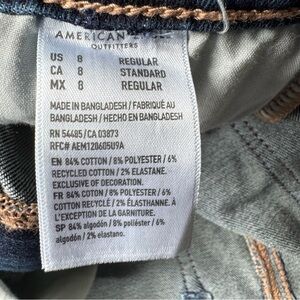 AMERICAN
OUTFITTERS
US 8 REGULAR
CA 8 STANDARD
MX 8 REGULAR
MADE IN BANGLADESH / FABRIQUÉ AU
BANGLADESH / HECHO EN BANGLADESH
RN 54485 / CA 03873
RFC# AEM120605U9A
EN 84% COTTON / 8% POLYESTER / 6%
RECYCLED COTTON / 2% ELASTANE.
EXCLUSIVE OF DECORATION.
FR 84% COTON / 8% POLYESTER / 6%
COTON RECYCLÉ / 2% ÉLASTHANNE. À
L'EXCEPTION DE LA GARNITURE.
SP 84% algodón / 8% poliéster / 6%
algodón / 2% elastano.